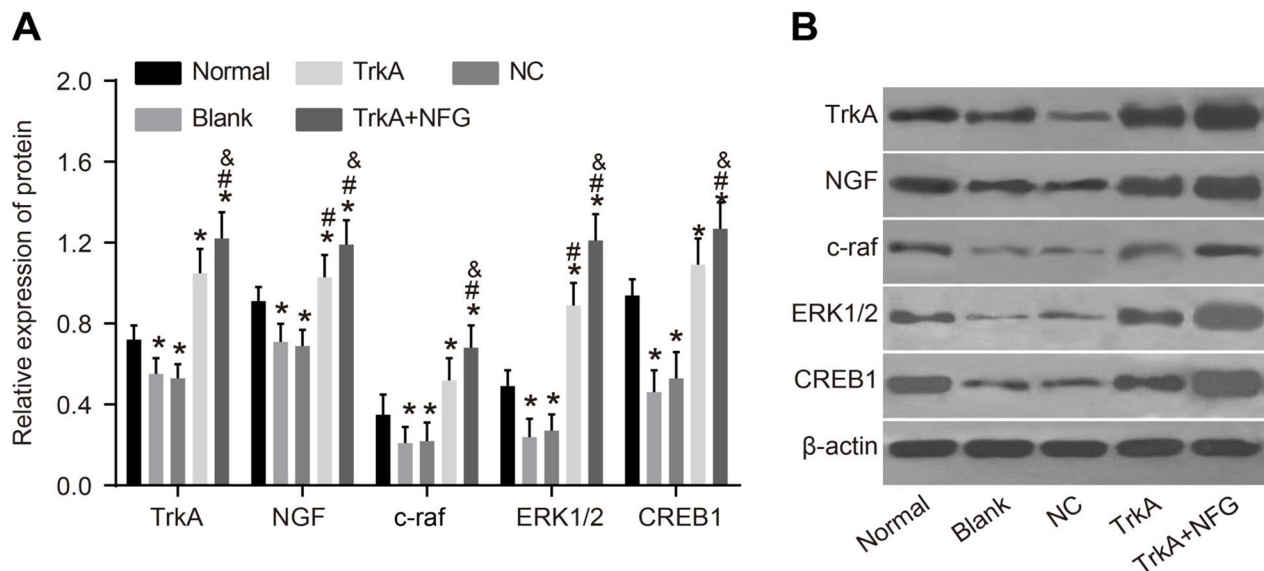 A
Relative expression of protein
2.0
1.6
1.2
0.8
0.4
0.0
Normal
TrkA
NC
Blank
TrkA+NFG
* * * &#*
* * #* &#*
* * * &#*
* * #* &#*
* * * &#*
TrkA NGF c-raf ERK1/2 CREB1
B
TrkA
NGF
c-raf
ERK1/2
CREB1
β-actin
Normal Blank NC TrkA TrkA+NFG